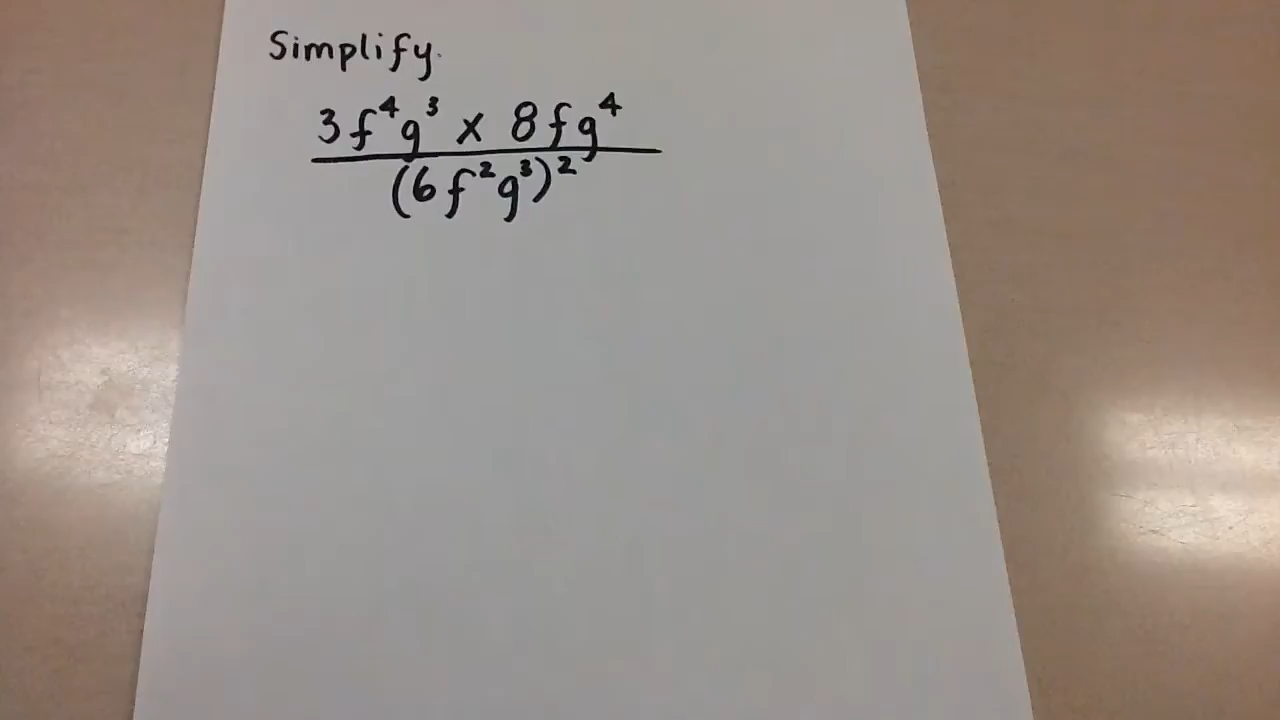 Simplify.
3f⁴g³ × 8fg⁴
(6f²g³)²